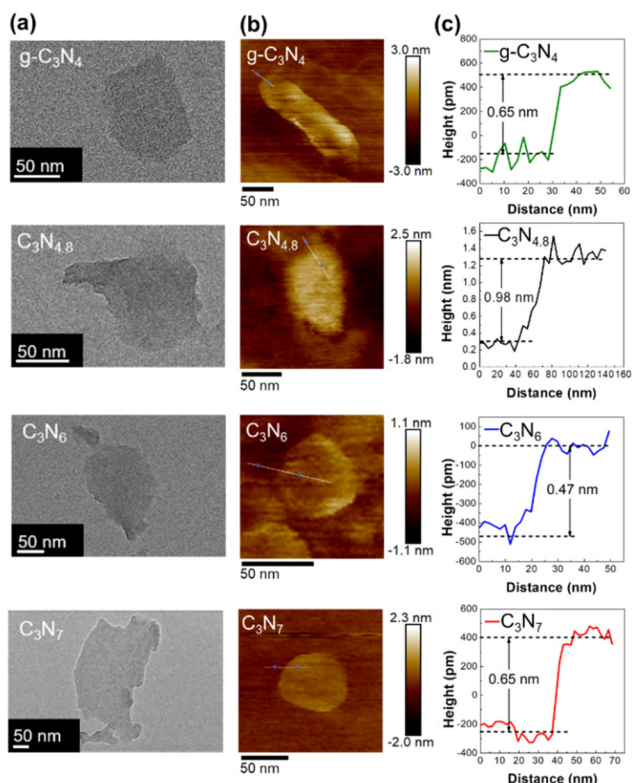 (a)
(b)
(c)
g-C₃N₄
50 nm
g-C₃N₄
3.0 nm
-3.0 nm
50 nm
g-C₃N₄
0.65 nm
Height (pm)
800
600
400
200
0
-200
-400
0 10 20 30 40 50 60
Distance (nm)
C₃N₄.₈
50 nm
C₃N₄.₈
2.5 nm
-1.8 nm
50 nm
C₃N₄.₈
0.98 nm
Height (nm)
1.6
1.4
1.2
1.0
0.8
0.6
0.4
0.2
0.0
0 20 40 60 80 100 120 140
Distance (nm)
C₃N₆
50 nm
C₃N₆
1.1 nm
-1.1 nm
50 nm
C₃N₆
0.47 nm
Height (pm)
100
0
-100
-200
-300
-400
-500
-600
0 10 20 30 40 50
Distance (nm)
C₃N₇
50 nm
C₃N₇
2.3 nm
-2.0 nm
50 nm
C₃N₇
0.65 nm
Height (pm)
600
400
200
0
-200
-400
0 10 20 30 40 50 60 70
Distance (nm)